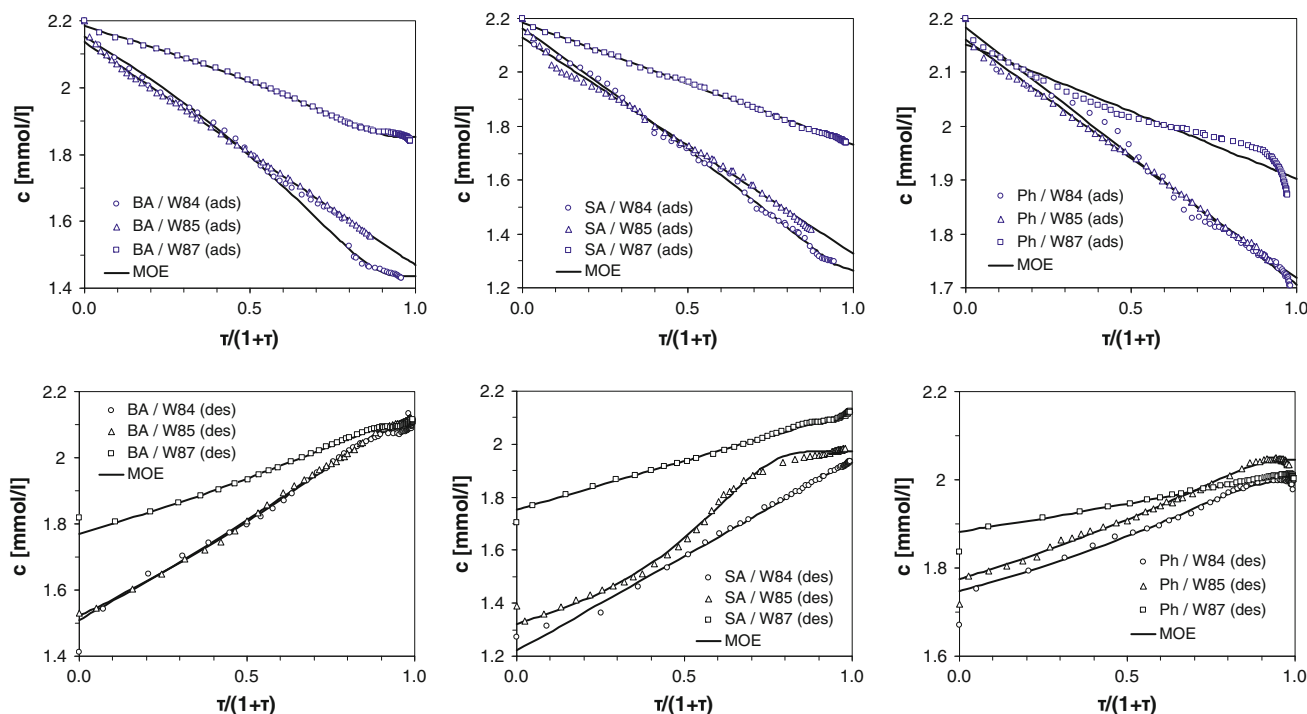 2.2
2.0
1.8
1.6
1.4
c [mmol/l]
BA / W84 (ads)
BA / W85 (ads)
BA / W87 (ads)
MOE
0.0
0.5
1.0
τ/(1+τ)
2.2
2.0
1.8
1.6
1.4
1.2
c [mmol/l]
SA / W84 (ads)
SA / W85 (ads)
SA / W87 (ads)
MOE
0.0
0.5
1.0
τ/(1+τ)
2.2
2.1
2.0
1.9
1.8
1.7
c [mmol/l]
Ph / W84 (ads)
Ph / W85 (ads)
Ph / W87 (ads)
MOE
0.0
0.5
1.0
τ/(1+τ)
2.2
2.0
1.8
1.6
1.4
c [mmol/l]
BA / W84 (des)
BA / W85 (des)
BA / W87 (des)
MOE
0.0
0.5
1.0
τ/(1+τ)
2.2
2.0
1.8
1.6
1.4
1.2
c [mmol/l]
SA / W84 (des)
SA / W85 (des)
SA / W87 (des)
MOE
0.0
0.5
1.0
τ/(1+τ)
2.2
2.0
1.8
1.6
c [mmol/l]
Ph / W84 (des)
Ph / W85 (des)
Ph / W87 (des)
MOE
0.0
0.5
1.0
τ/(1+τ)